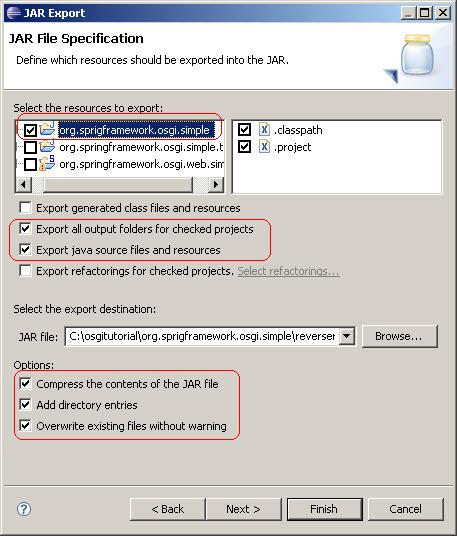 JAR Export
JAR File Specification
Define which resources should be exported into the JAR.
Select the resources to export:
org.sprigframework.osgi.simple
org.springframework.osgi.simple.t
org.springframework.osgi.web.sim
.classpath
.project
Export generated class files and resources
Export all output folders for checked projects
Export java source files and resources
Export refactorings for checked projects. Select refactorings...
Select the export destination:
JAR file: C:\osgitutorial\org.sprigframework.osgi.simple\reverser Browse...
Options:
Compress the contents of the JAR file
Add directory entries
Overwrite existing files without warning
? < Back Next > Finish Cancel